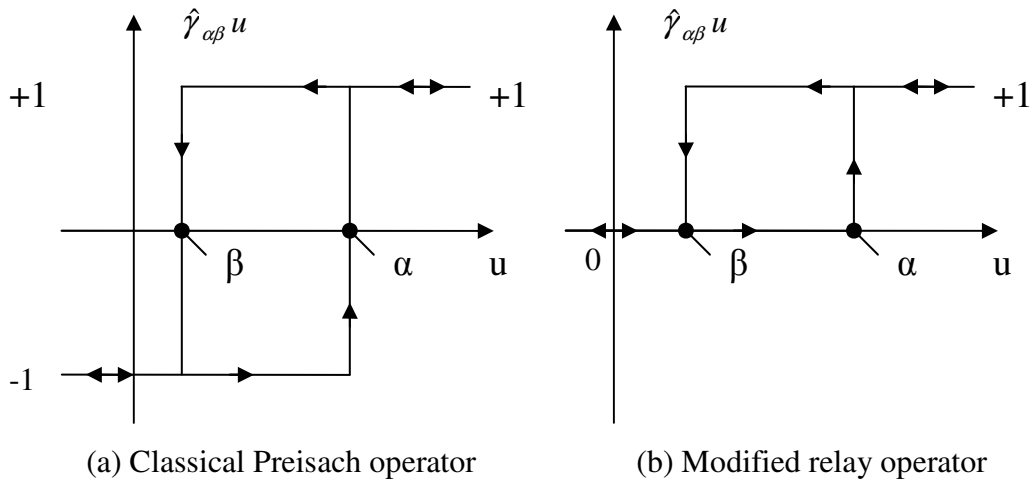 γ̂αβ u
+1
+1
β
α
u
-1
(a) Classical Preisach operator
γ̂αβ u
+1
0
β
α
u
(b) Modified relay operator